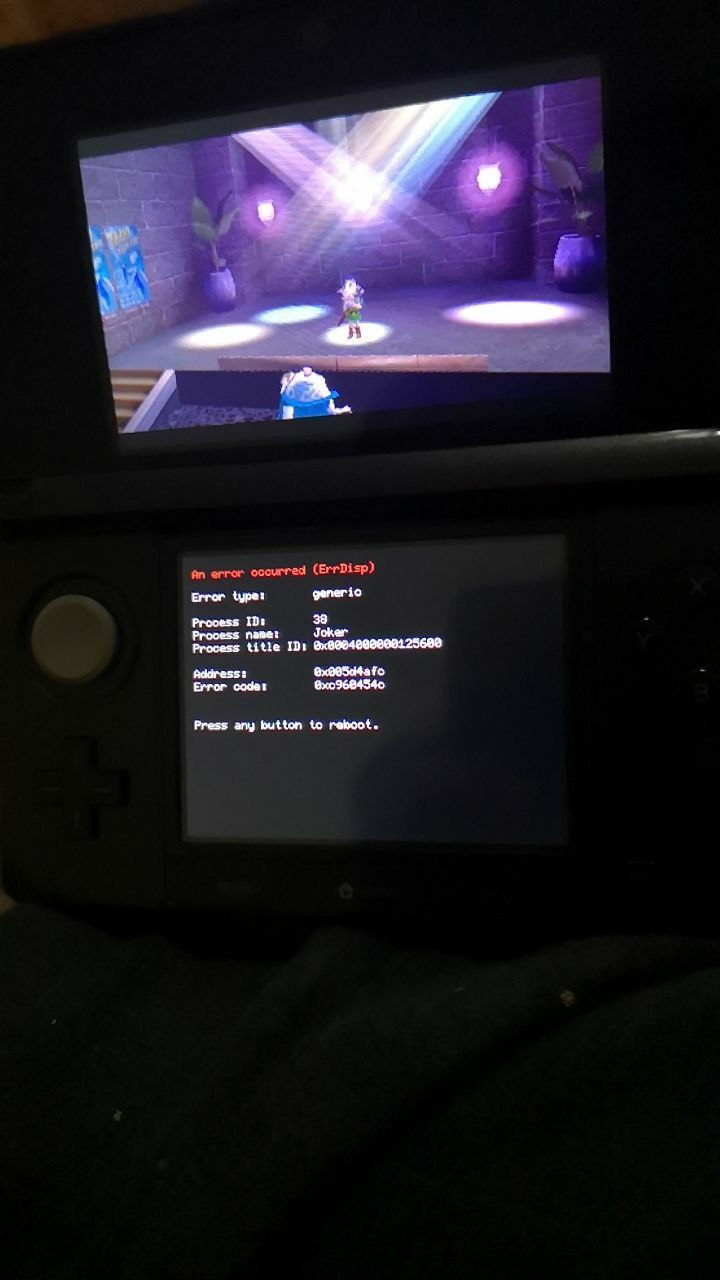 An error occurred (ErrDisp)
Error type: generic
Process ID: 38
Process name: Joker
Process title ID: 0x0004000000125600
Address: 0x005d4afc
Error code: 0xc960454c
Press any button to reboot.
X
Y
B